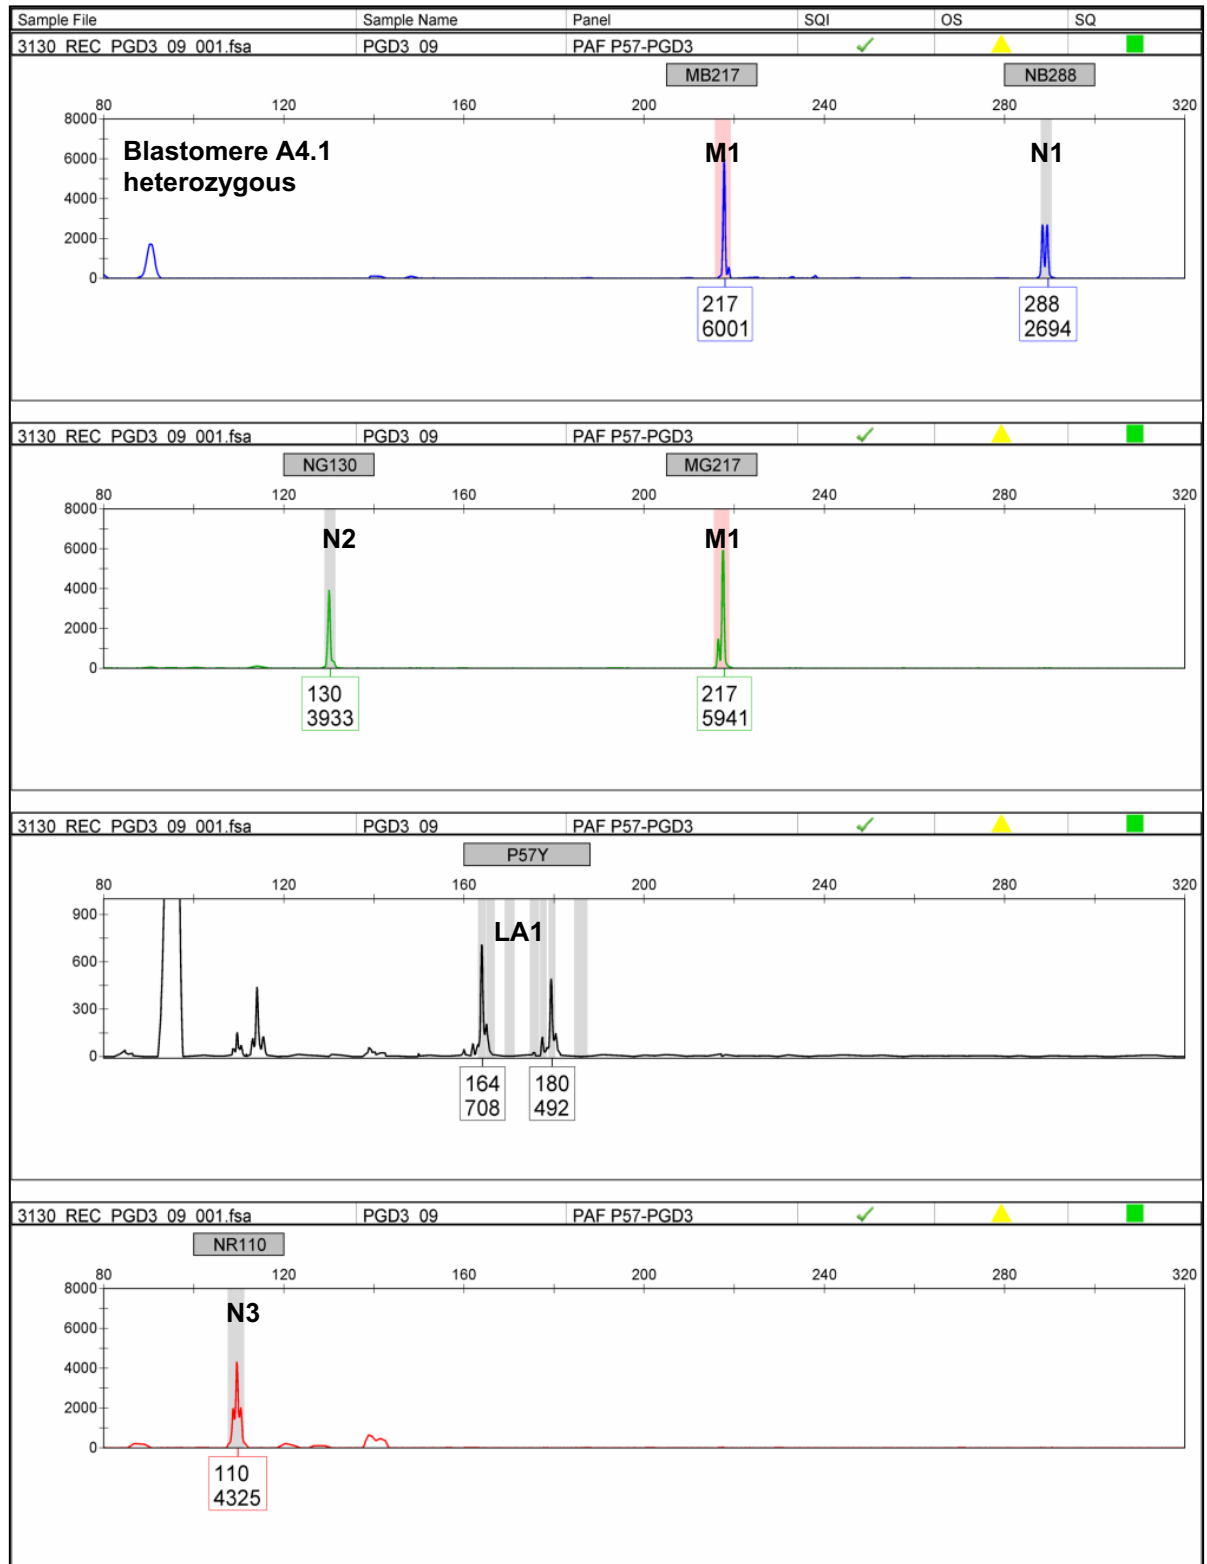 Sample File Sample Name Panel SQI OS SQ
3130_REC_PGD3_09_001.fsa PGD3_09 PAF P57-PGD3
MB217 NB288
80 120 160 200 240 280 320
8000
6000
4000
2000
0
Blastomere A4.1
heterozygous
M1 N1
217 288
6001 2694
3130_REC_PGD3_09_001.fsa PGD3_09 PAF P57-PGD3
NG130 MG217
80 120 160 200 240 280 320
8000
6000
4000
2000
0
N2 M1
130 217
3933 5941
3130_REC_PGD3_09_001.fsa PGD3_09 PAF P57-PGD3
P57Y
80 120 160 200 240 280 320
900
600
300
0
LA1
164 180
708 492
3130_REC_PGD3_09_001.fsa PGD3_09 PAF P57-PGD3
NR110
80 120 160 200 240 280 320
8000
6000
4000
2000
0
N3
110
4325